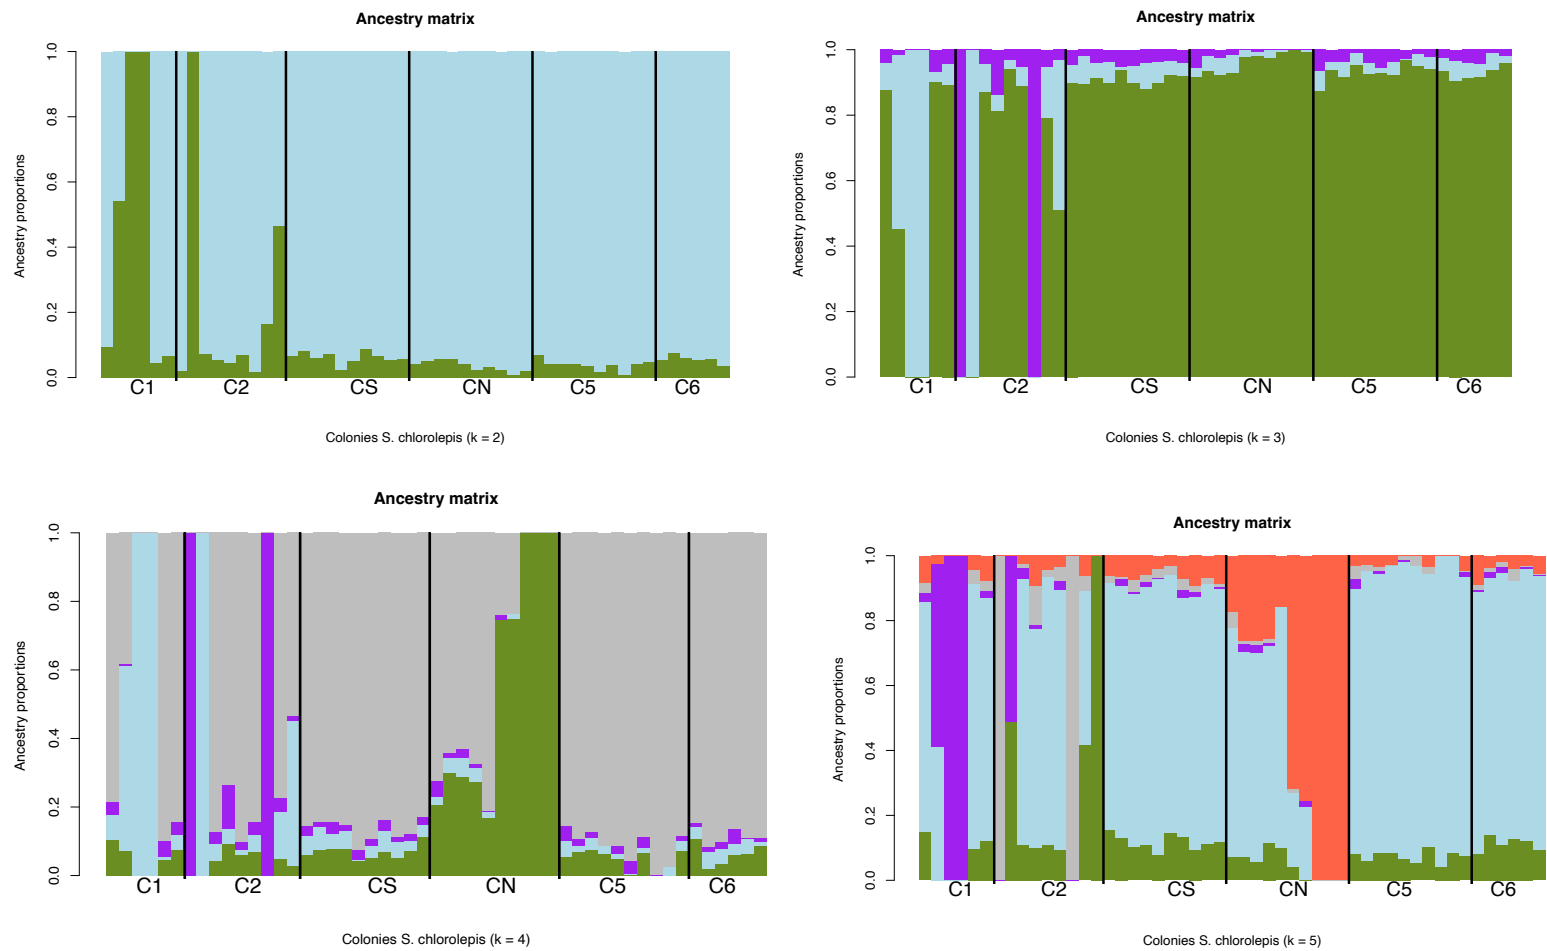 Ancestry matrix
Ancestry proportions
1.0
0.8
0.6
0.4
0.2
0.0
C1 C2 CS CN C5 C6
Colonies S. chlorolepis (k = 2)
Ancestry matrix
Ancestry proportions
1.0
0.8
0.6
0.4
0.2
0.0
C1 C2 CS CN C5 C6
Colonies S. chlorolepis (k = 3)
Ancestry matrix
Ancestry proportions
1.0
0.8
0.6
0.4
0.2
0.0
C1 C2 CS CN C5 C6
Colonies S. chlorolepis (k = 4)
Ancestry matrix
Ancestry proportions
1.0
0.8
0.6
0.4
0.2
0.0
C1 C2 CS CN C5 C6
Colonies S. chlorolepis (k = 5)